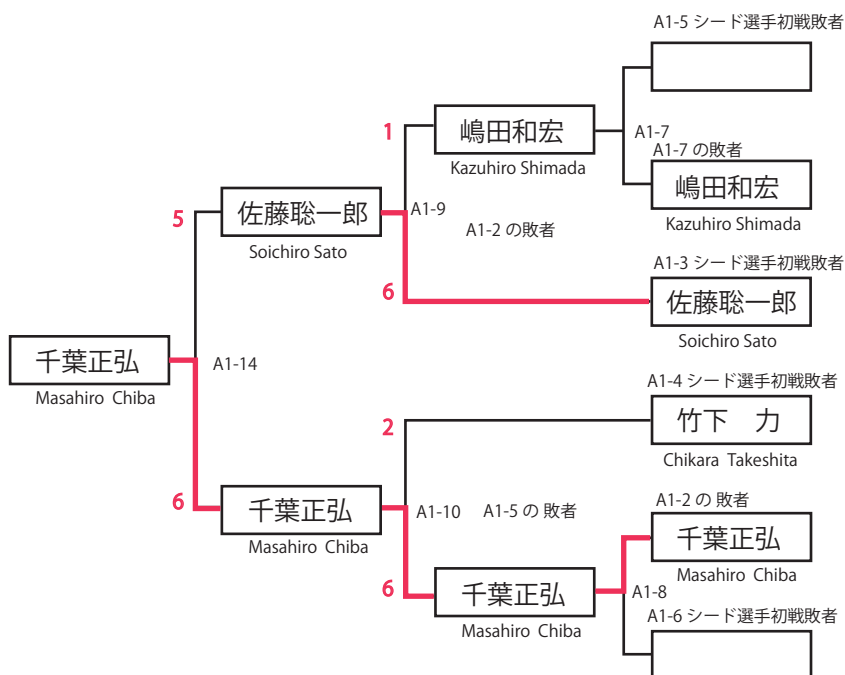 A1-5 シード選手初戦敗者
1
嶋田和宏
Kazuhiro Shimada
A1-7
A1-7 の敗者
嶋田和宏
Kazuhiro Shimada
5
佐藤聡一郎
Soichiro Sato
A1-9
A1-2 の敗者
6
A1-3 シード選手初戦敗者
佐藤聡一郎
Soichiro Sato
千葉正弘
Masahiro Chiba
A1-14
A1-4 シード選手初戦敗者
2
竹下 力
Chikara Takeshita
6
千葉正弘
Masahiro Chiba
A1-10
A1-5 の 敗者
A1-2 の 敗者
千葉正弘
Masahiro Chiba
6
千葉正弘
Masahiro Chiba
A1-8
A1-6 シード選手初戦敗者